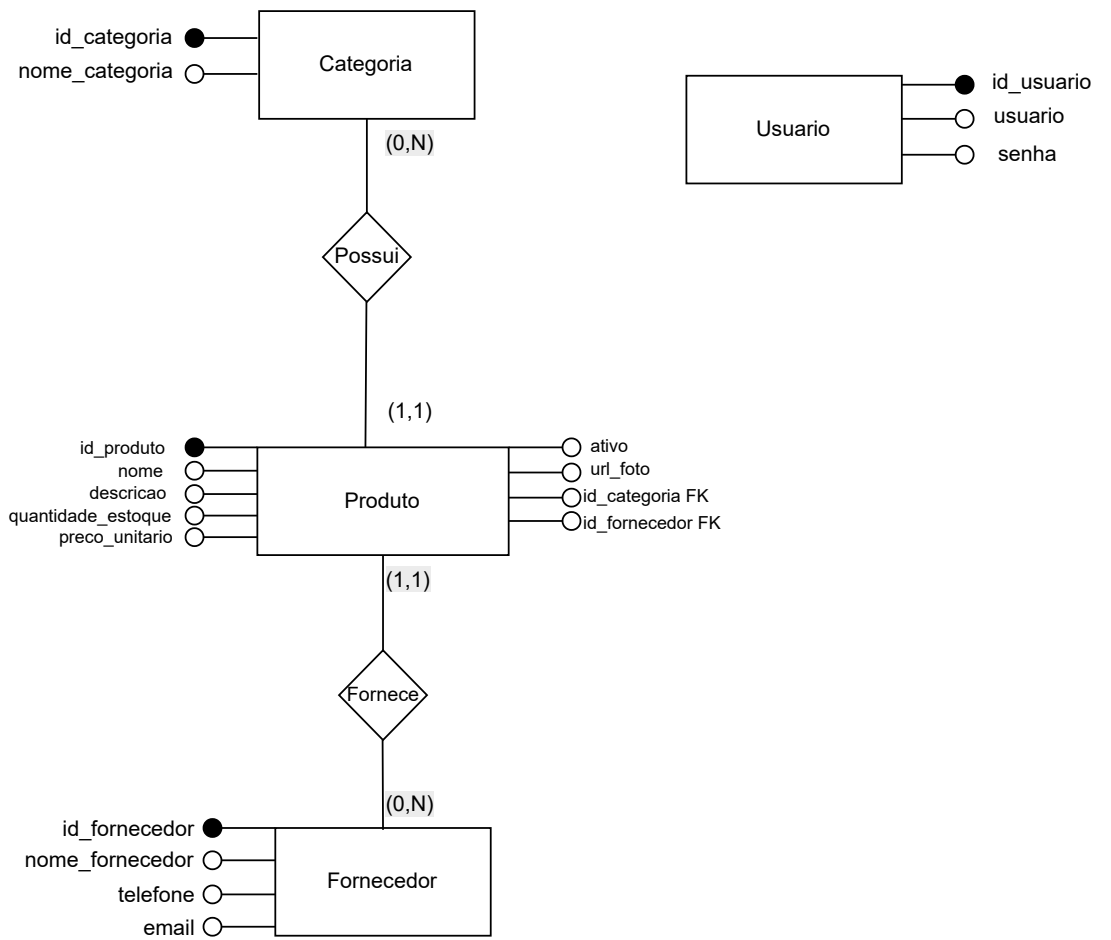 id_categoria
nome_categoria
Categoria
(0,N)
Possui
(1,1)
id_usuario
usuario
senha
Usuario
id_produto
nome
descricao
quantidade_estoque
preco_unitario
Produto
ativo
url_foto
id_categoria FK
id_fornecedor FK
(1,1)
Fornece
(0,N)
id_fornecedor
nome_fornecedor
telefone
email
Fornecedor